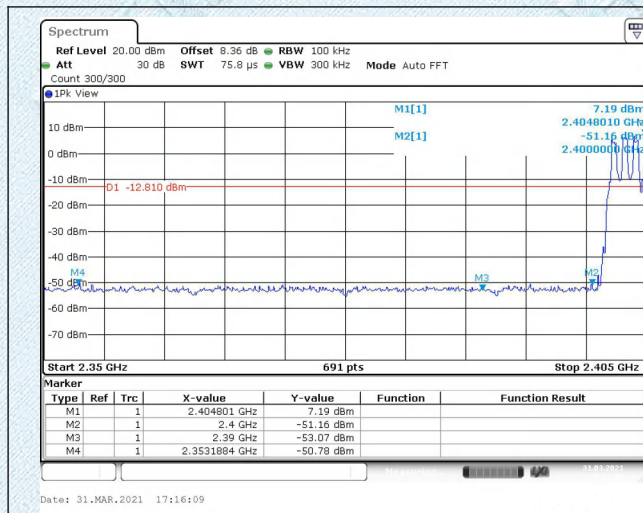 Spectrum
Ref Level 20.00 dBm Offset 8.36 dB RBW 100 kHz
Att 30 dB SWT 75.8 µs VBW 300 kHz Mode Auto FFT
Count 300/300
1Pk View
M1[1] 7.19 dBm
2.4048010 GHz
M2[1] -51.16 dBm
2.4000000 GHz
10 dBm
0 dBm
-10 dBm
D1 -12.810 dBm
-20 dBm
-30 dBm
-40 dBm
-50 dBm
M4 M3 M2
-60 dBm
-70 dBm
Start 2.35 GHz 691 pts Stop 2.405 GHz
Marker
Type Ref Trc X-value Y-value Function Function Result
M1 1 2.404801 GHz 7.19 dBm
M2 1 2.4 GHz -51.16 dBm
M3 1 2.39 GHz -53.07 dBm
M4 1 2.3531884 GHz -50.78 dBm
31.03.2021
Date: 31.MAR.2021 17:16:09